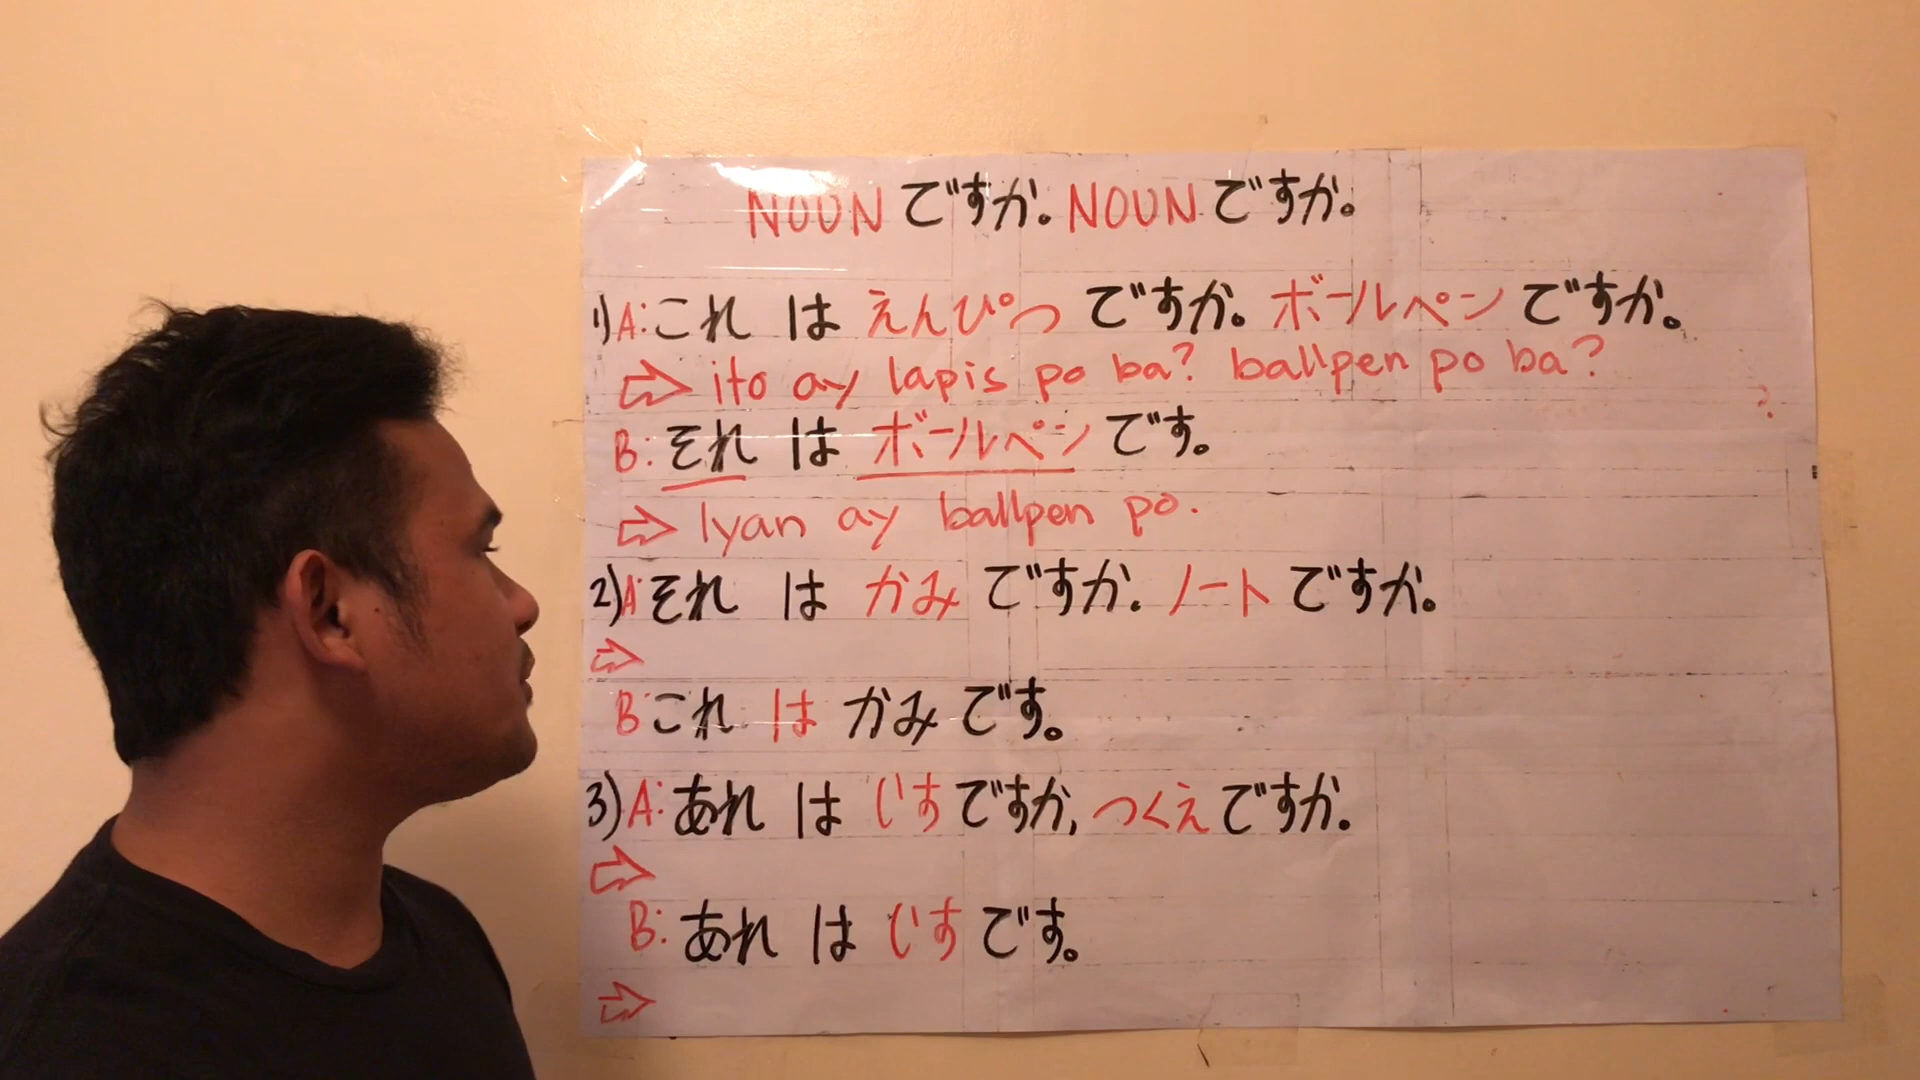 NOUN ですか。NOUN ですか。
1) A: これ は えんぴつ ですか。ボールペン ですか。
⇨ ito ay lapis po ba? ballpen po ba?
B: それ は ボールペン です。
⇨ Iyan ay ballpen po.
2) A: それ は かみ ですか. ノート ですか。
⇨
B これ は かみ です。
3) A: あれ は いす ですか, つくえ ですか.
⇨
B: あれ は いす です。
⇨